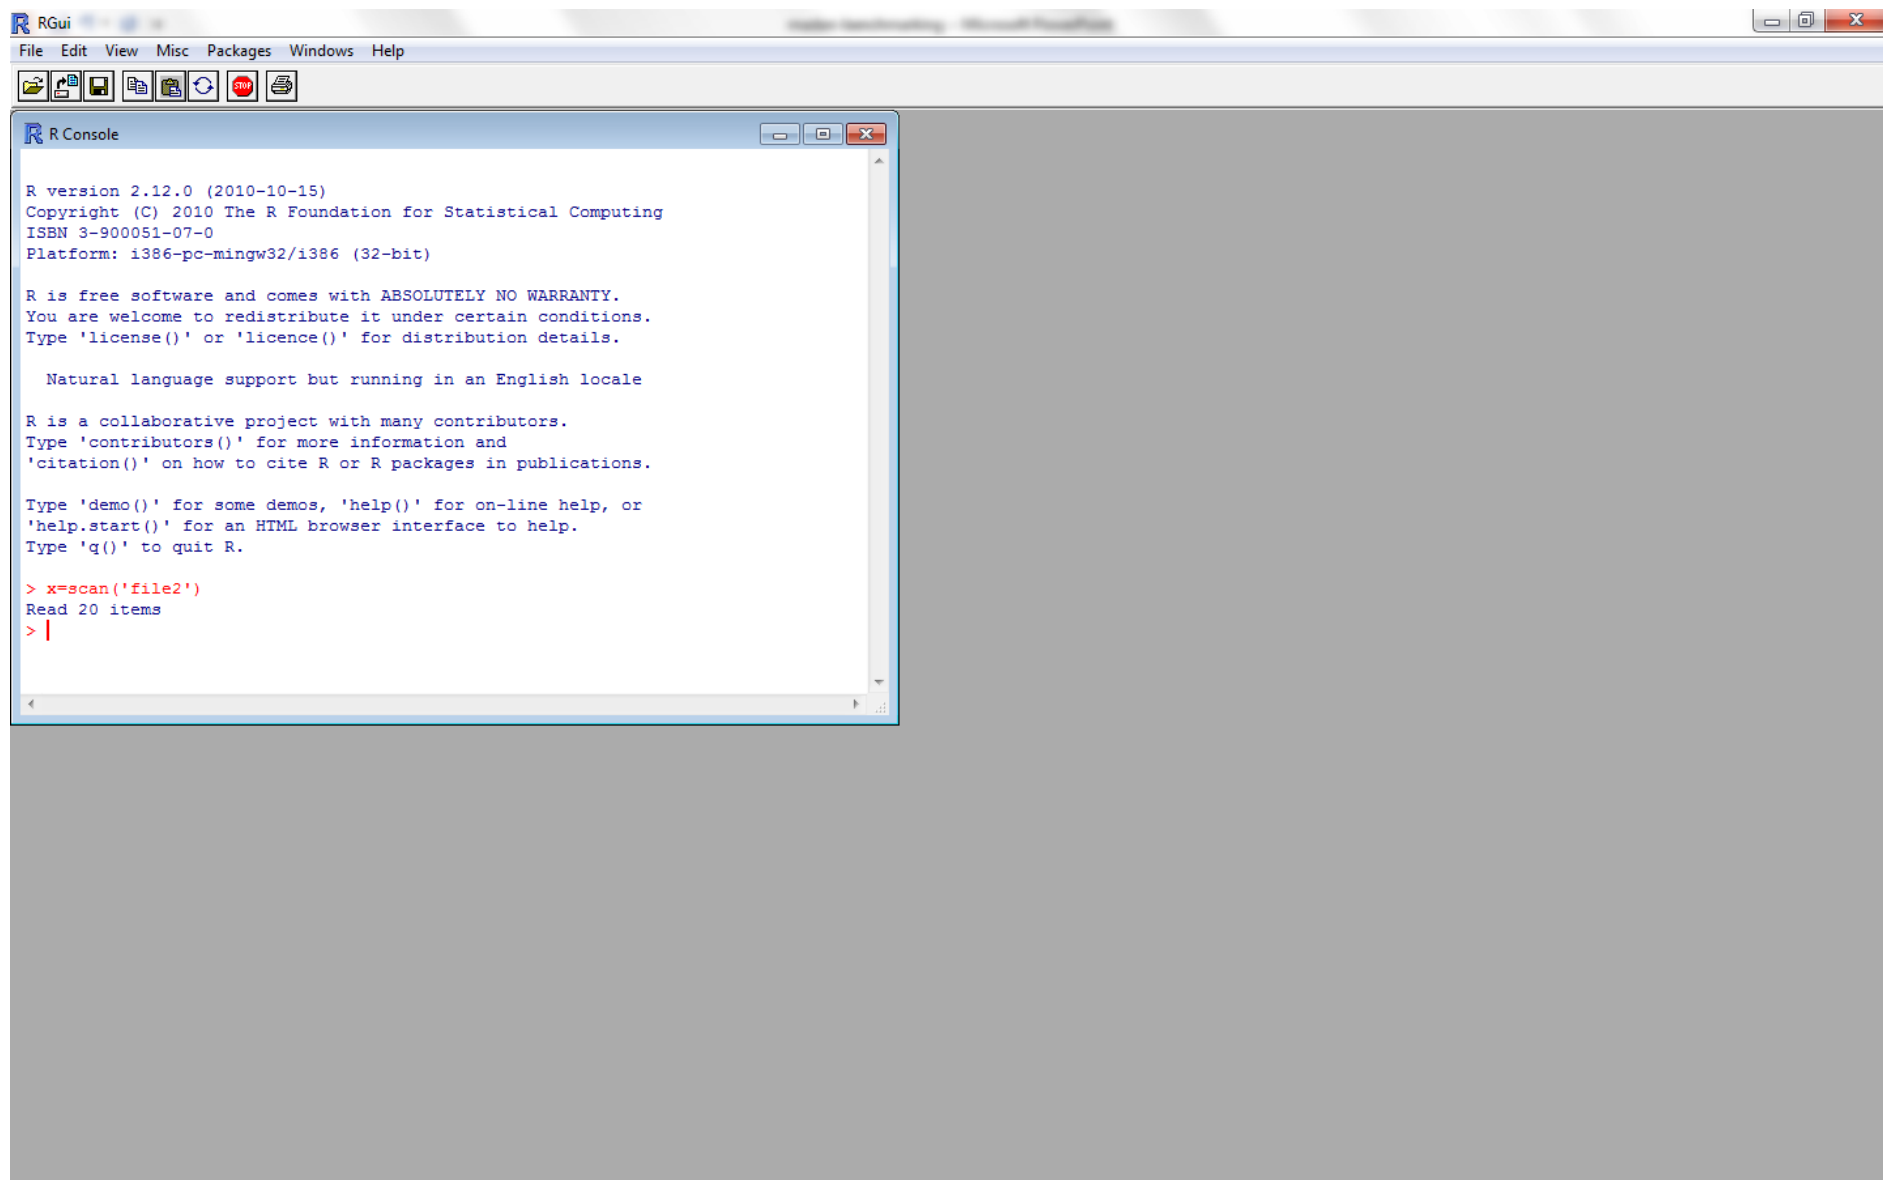 RGui
File Edit View Misc Packages Windows Help
STOP
R Console
R version 2.12.0 (2010-10-15)
Copyright (C) 2010 The R Foundation for Statistical Computing
ISBN 3-900051-07-0
Platform: i386-pc-mingw32/i386 (32-bit)
R is free software and comes with ABSOLUTELY NO WARRANTY.
You are welcome to redistribute it under certain conditions.
Type 'license()' or 'licence()' for distribution details.
Natural language support but running in an English locale
R is a collaborative project with many contributors.
Type 'contributors()' for more information and
'citation()' on how to cite R or R packages in publications.
Type 'demo()' for some demos, 'help()' for on-line help, or
'help.start()' for an HTML browser interface to help.
Type 'q()' to quit R.
> x=scan('file2')
Read 20 items
>